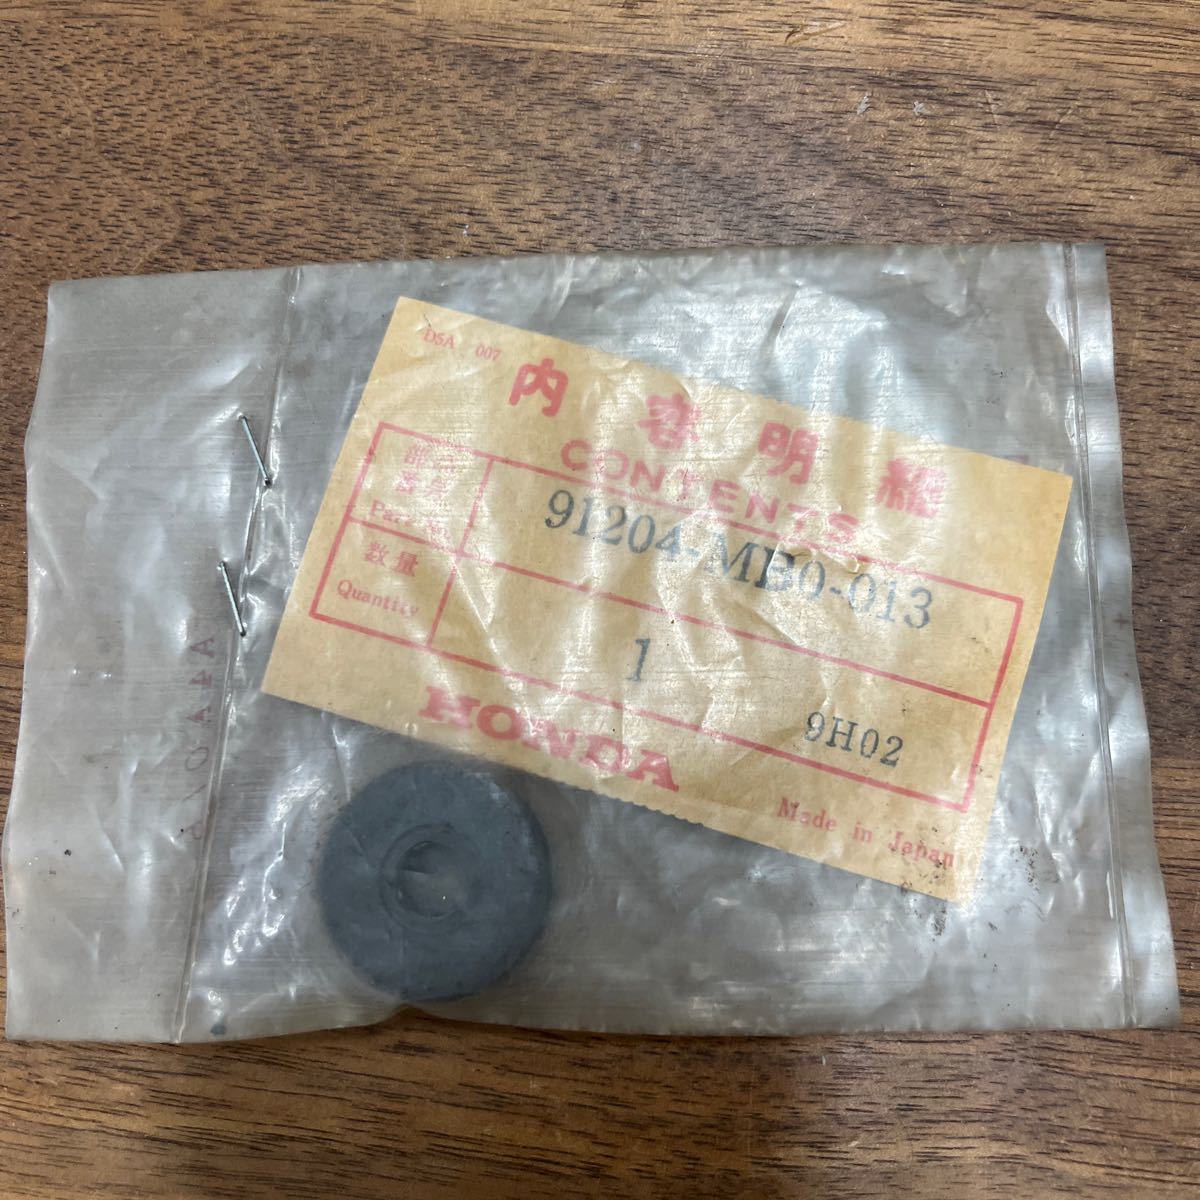 DSA 007
内容明細
CONTENTS
部品
番号
Part No.
91204-MB0-013
数量
Quantity
1
9H02
HONDA
Made in Japan